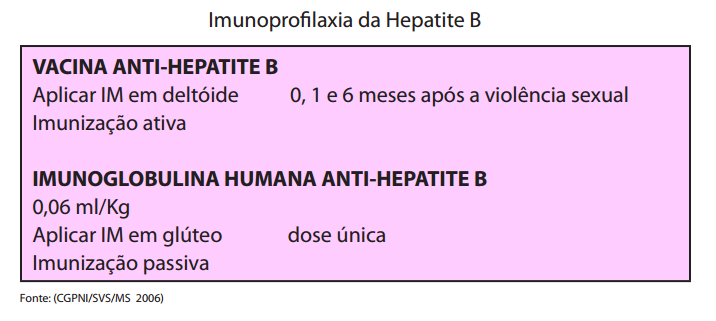 Imunoprofilaxia da Hepatite B
VACINA ANTI-HEPATITE B
Aplicar IM em deltóide 0, 1 e 6 meses após a violência sexual
Imunização ativa
IMUNOGLOBULINA HUMANA ANTI-HEPATITE B
0,06 ml/Kg
Aplicar IM em glúteo dose única
Imunização passiva
Fonte: (CGPNI/SVS/MS 2006)